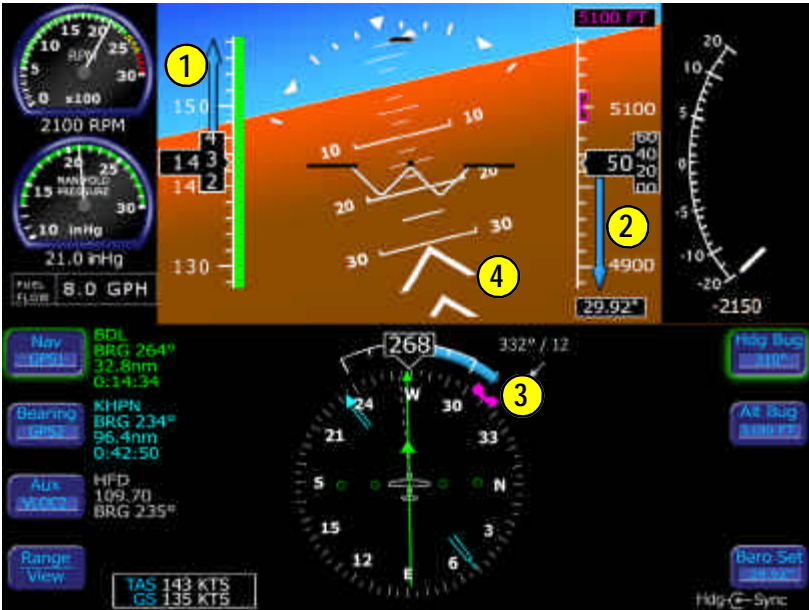 5
10
15
20
25
30
RPM
0 x100
2100 RPM
10
15
20
25
30
MANIFOLD
PRESSURE
inHg
21.0 inHg
FUEL
FLOW
8.0 GPH
1
150
4
14 3
2
14
130
10
10
20
20
30
30
4
5100 FT
5100
60
40
50 20
00
2
4900
29.92"
20
10
5
0
-5
-10
-20
-2150
Nav
GPS1
BDL
BRG 264°
32.8nm
0:14:34
Bearing
GPS2
KHPN
BRG 234°
96.4nm
0:42:50
Aux
VLOC2
HFD
109.70
BRG 235°
Range
View
TAS 143 KTS
GS 135 KTS
268
332° / 12
3
W
30
33
N
3
6
E
12
15
S
21
24
Hdg Bug
310°
Alt Bug
5100 FT
Baro Set
29.92"
Hdg Sync